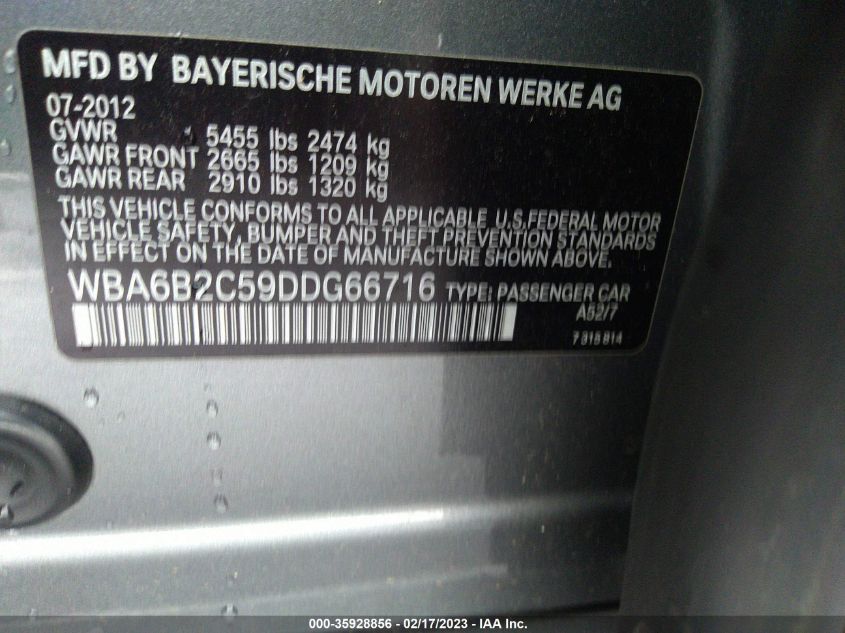 MFD BY BAYERISCHE MOTOREN WERKE AG
07-2012
GVWR 5455 lbs 2474 kg
GAWR FRONT 2665 lbs 1209 kg
GAWR REAR 2910 lbs 1320 kg
THIS VEHICLE CONFORMS TO ALL APPLICABLE U.S.FEDERAL MOTOR
VEHICLE SAFETY, BUMPER AND THEFT PREVENTION STANDARDS
IN EFFECT ON THE DATE OF MANUFACTURE SHOWN ABOVE.
WBA6B2C59DDG66716 TYPE: PASSENGER CAR
A52/7
7 315 814
000-35928856 - 02/17/2023 - IAA Inc.